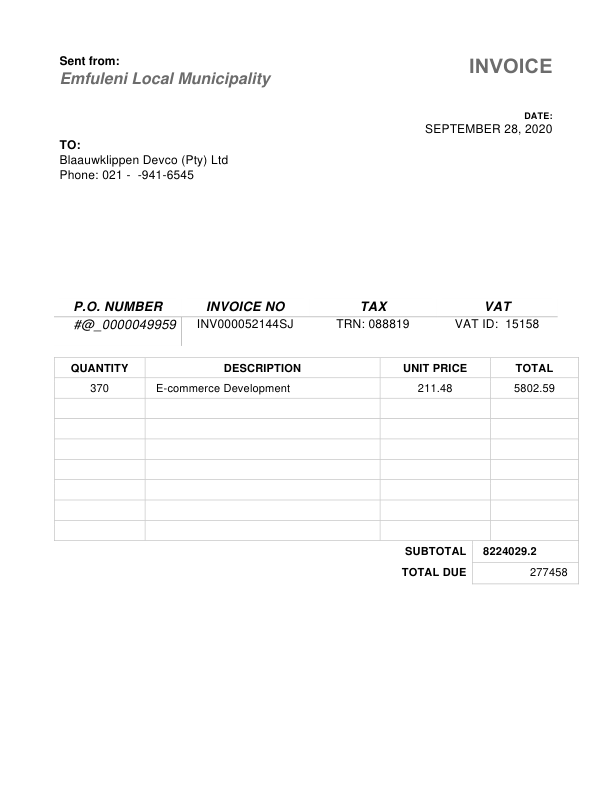 Sent from:
INVOICE
Emfuleni Local Municipality
DATE:
SEPTEMBER 28, 2020
TO:
Blaauwklippen Devco (Pty) Ltd
Phone: 021 -  -941-6545
P.O. NUMBER INVOICE NO TAX VAT
#@_0000049959 INV000052144SJ TRN: 088819 VAT ID:  15158
QUANTITY DESCRIPTION UNIT PRICE TOTAL
370 E-commerce Development 211.48 5802.59
SUBTOTAL 8224029.2
TOTAL DUE 277458